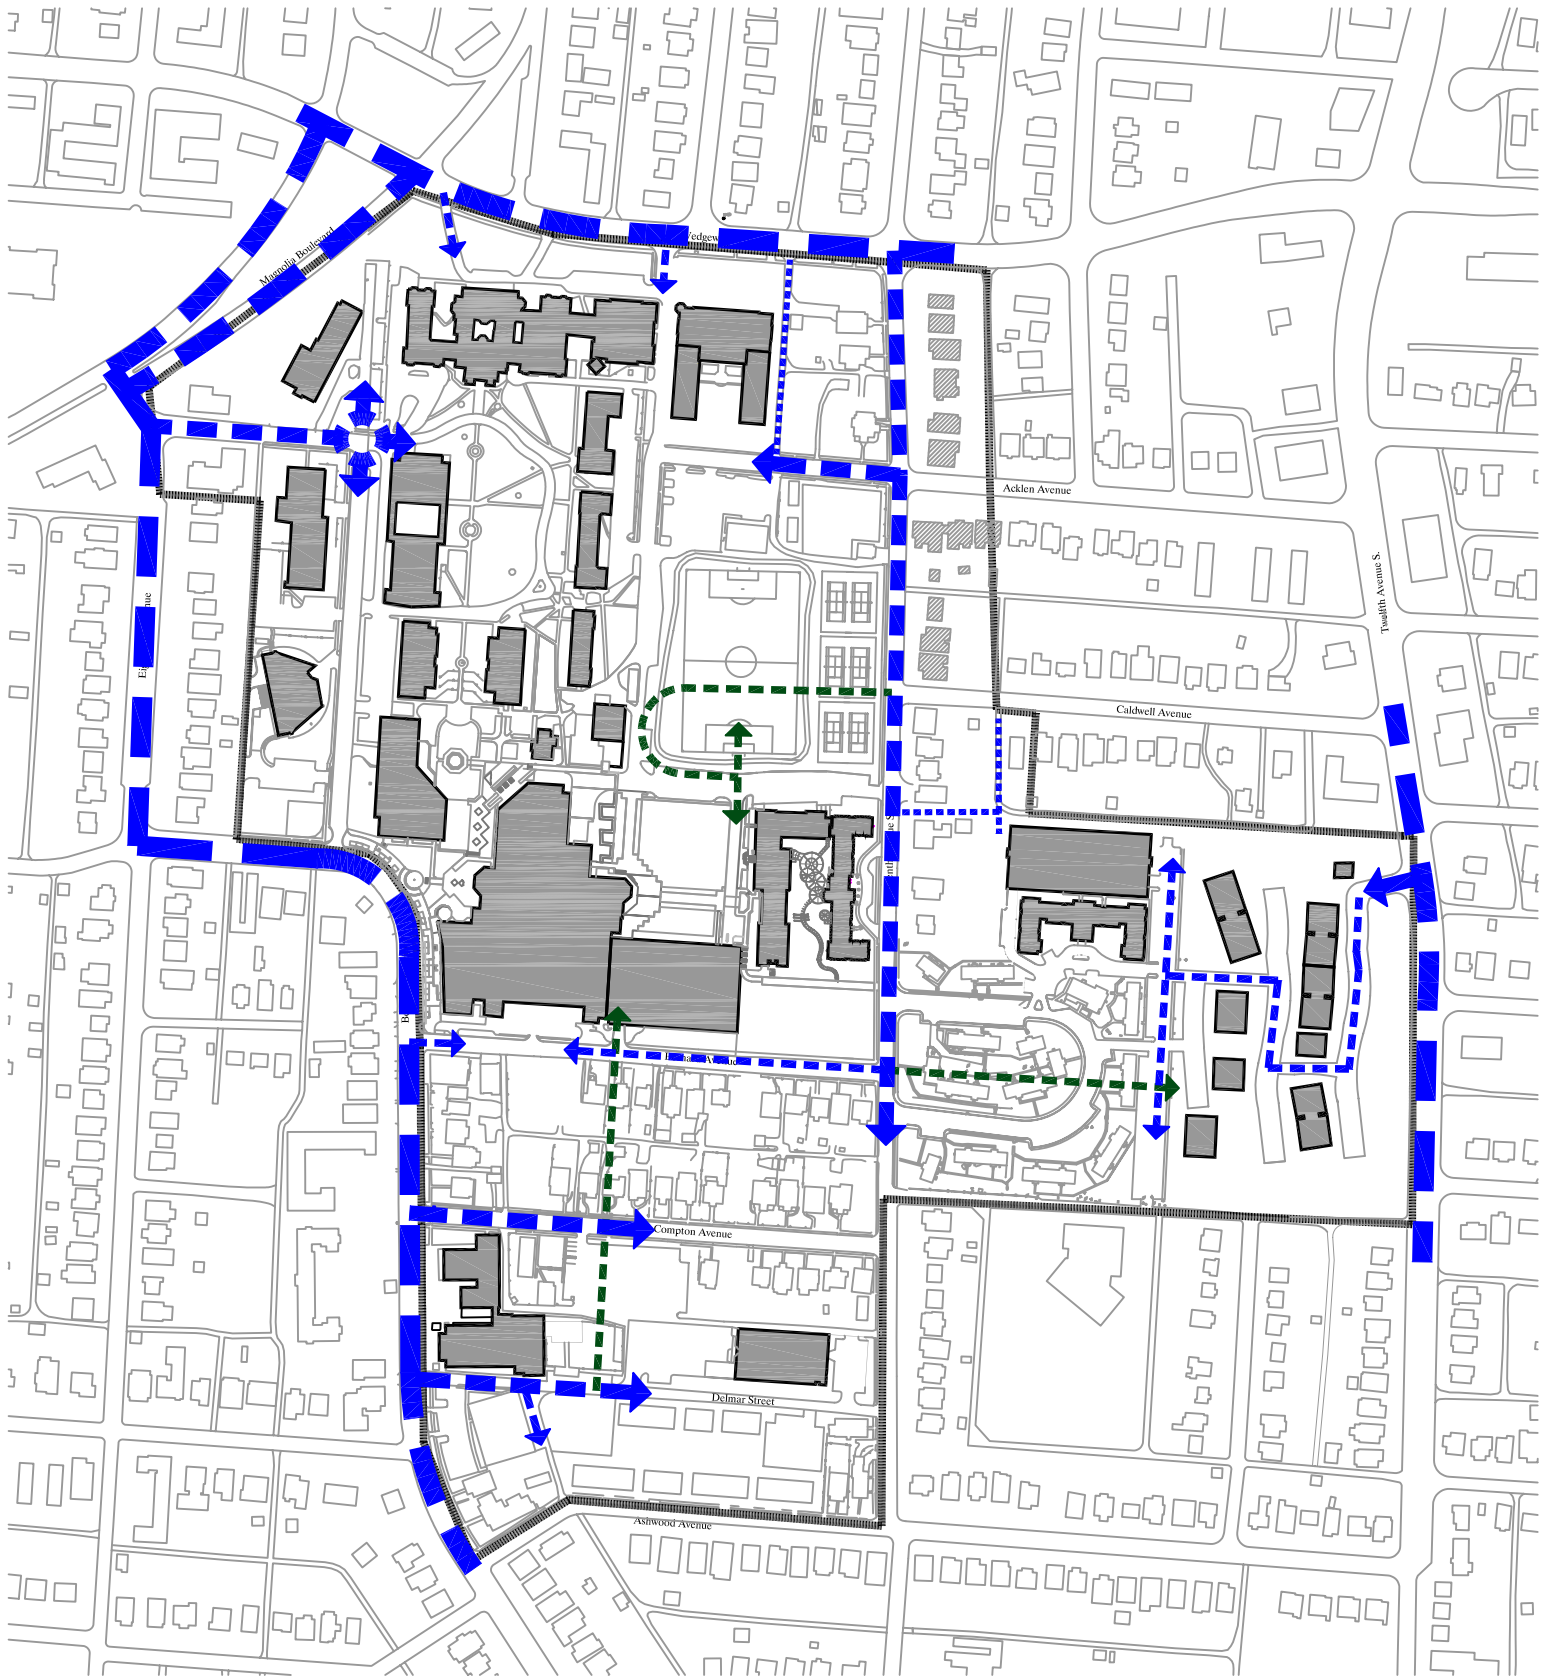 Magnolia Boulevard
Acklen Avenue
Twelfth Avenue S.
Caldwell Avenue
Compton Avenue
Delmar Street
Ashwood Avenue